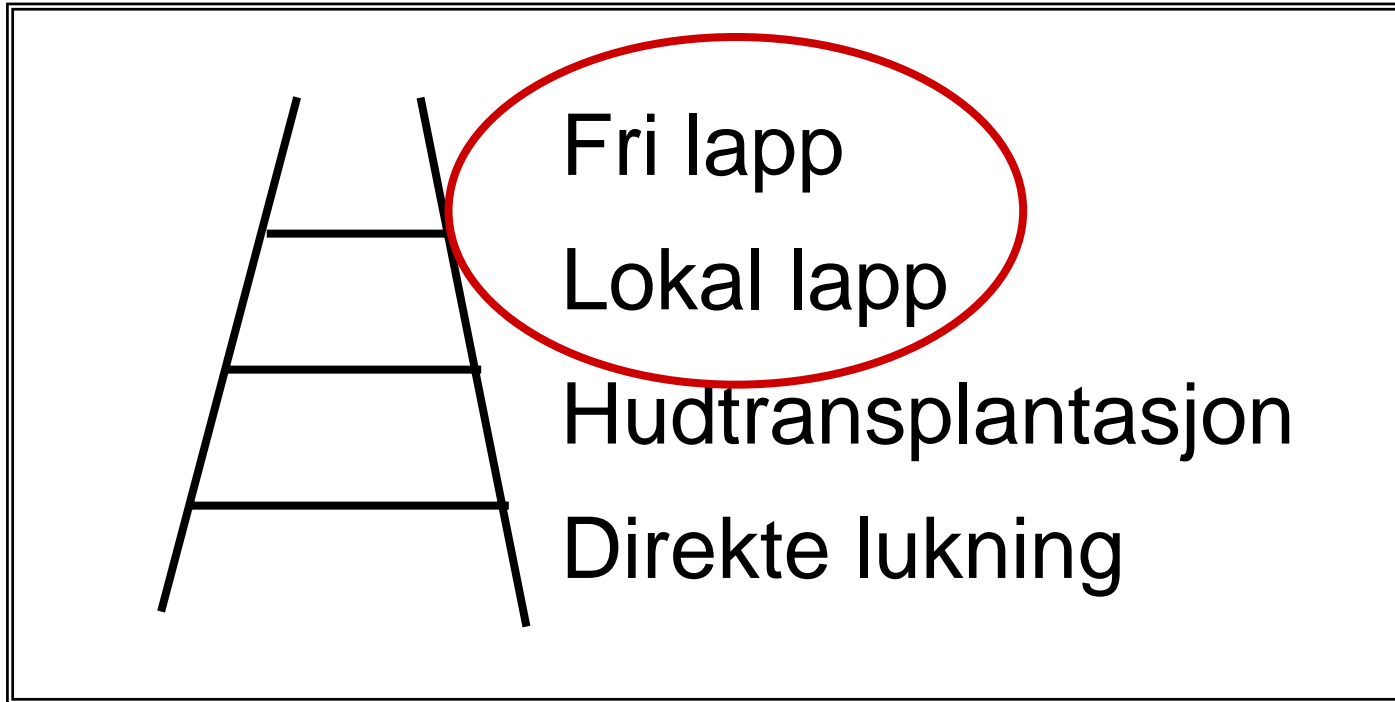 Fri lapp
Lokal lapp
Hudtransplantasjon
Direkte lukning